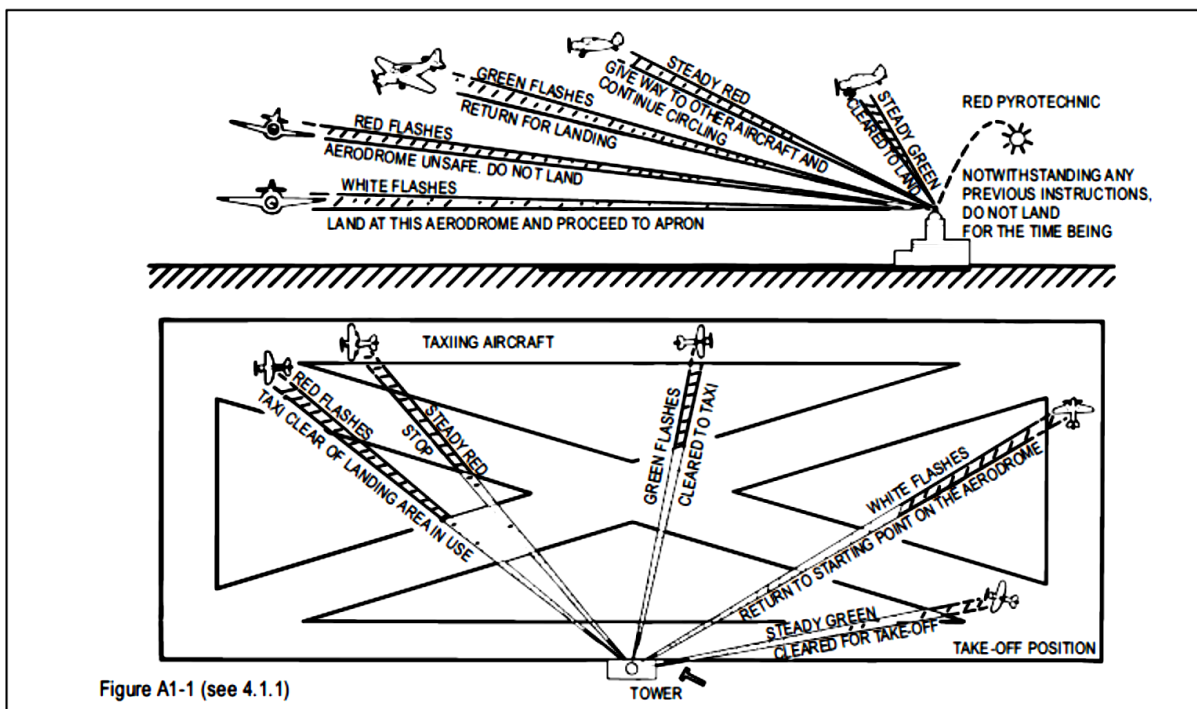 STEADY RED
GIVE WAY TO OTHER AIRCRAFT AND
CONTINUE CIRCLING
GREEN FLASHES
RETURN FOR LANDING
STEADY GREEN
CLEARED TO LAND
RED PYROTECHNIC
RED FLASHES
AERODROME UNSAFE. DO NOT LAND
WHITE FLASHES
LAND AT THIS AERODROME AND PROCEED TO APRON
NOTWITHSTANDING ANY
PREVIOUS INSTRUCTIONS,
DO NOT LAND
FOR THE TIME BEING
TAXIING AIRCRAFT
RED FLASHES
TAXI CLEAR OF LANDING AREA IN USE
STEADY RED
STOP
GREEN FLASHES
CLEARED TO TAXI
WHITE FLASHES
RETURN TO STARTING POINT ON THE AERODROME
STEADY GREEN
CLEARED FOR TAKE-OFF
TAKE-OFF POSITION
TOWER
Figure A1-1 (see 4.1.1)